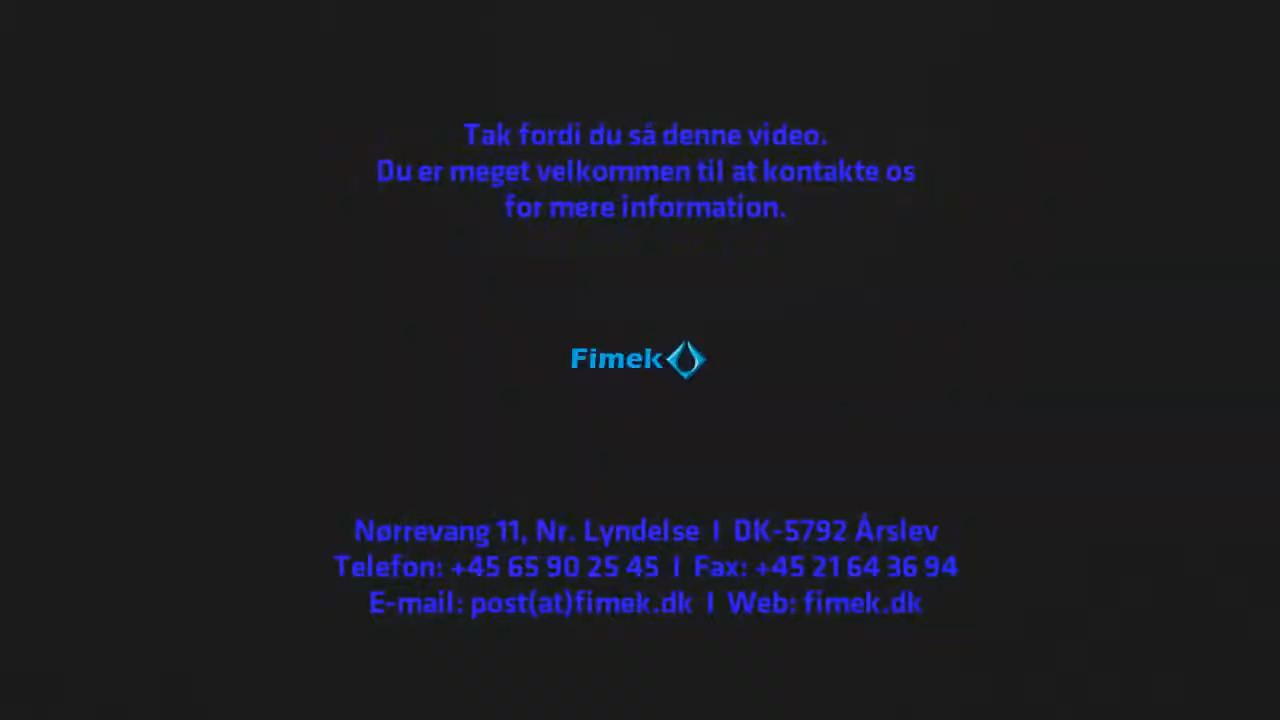 Tak fordi du så denne video.
Du er meget velkommen til at kontakte os
for mere information.
Fimek
Nørrevang 11, Nr. Lyndelse I DK-5792 Årslev
Telefon: +45 65 90 25 45 I Fax: +45 21 64 36 94
E-mail: post(at)fimek.dk I Web: fimek.dk